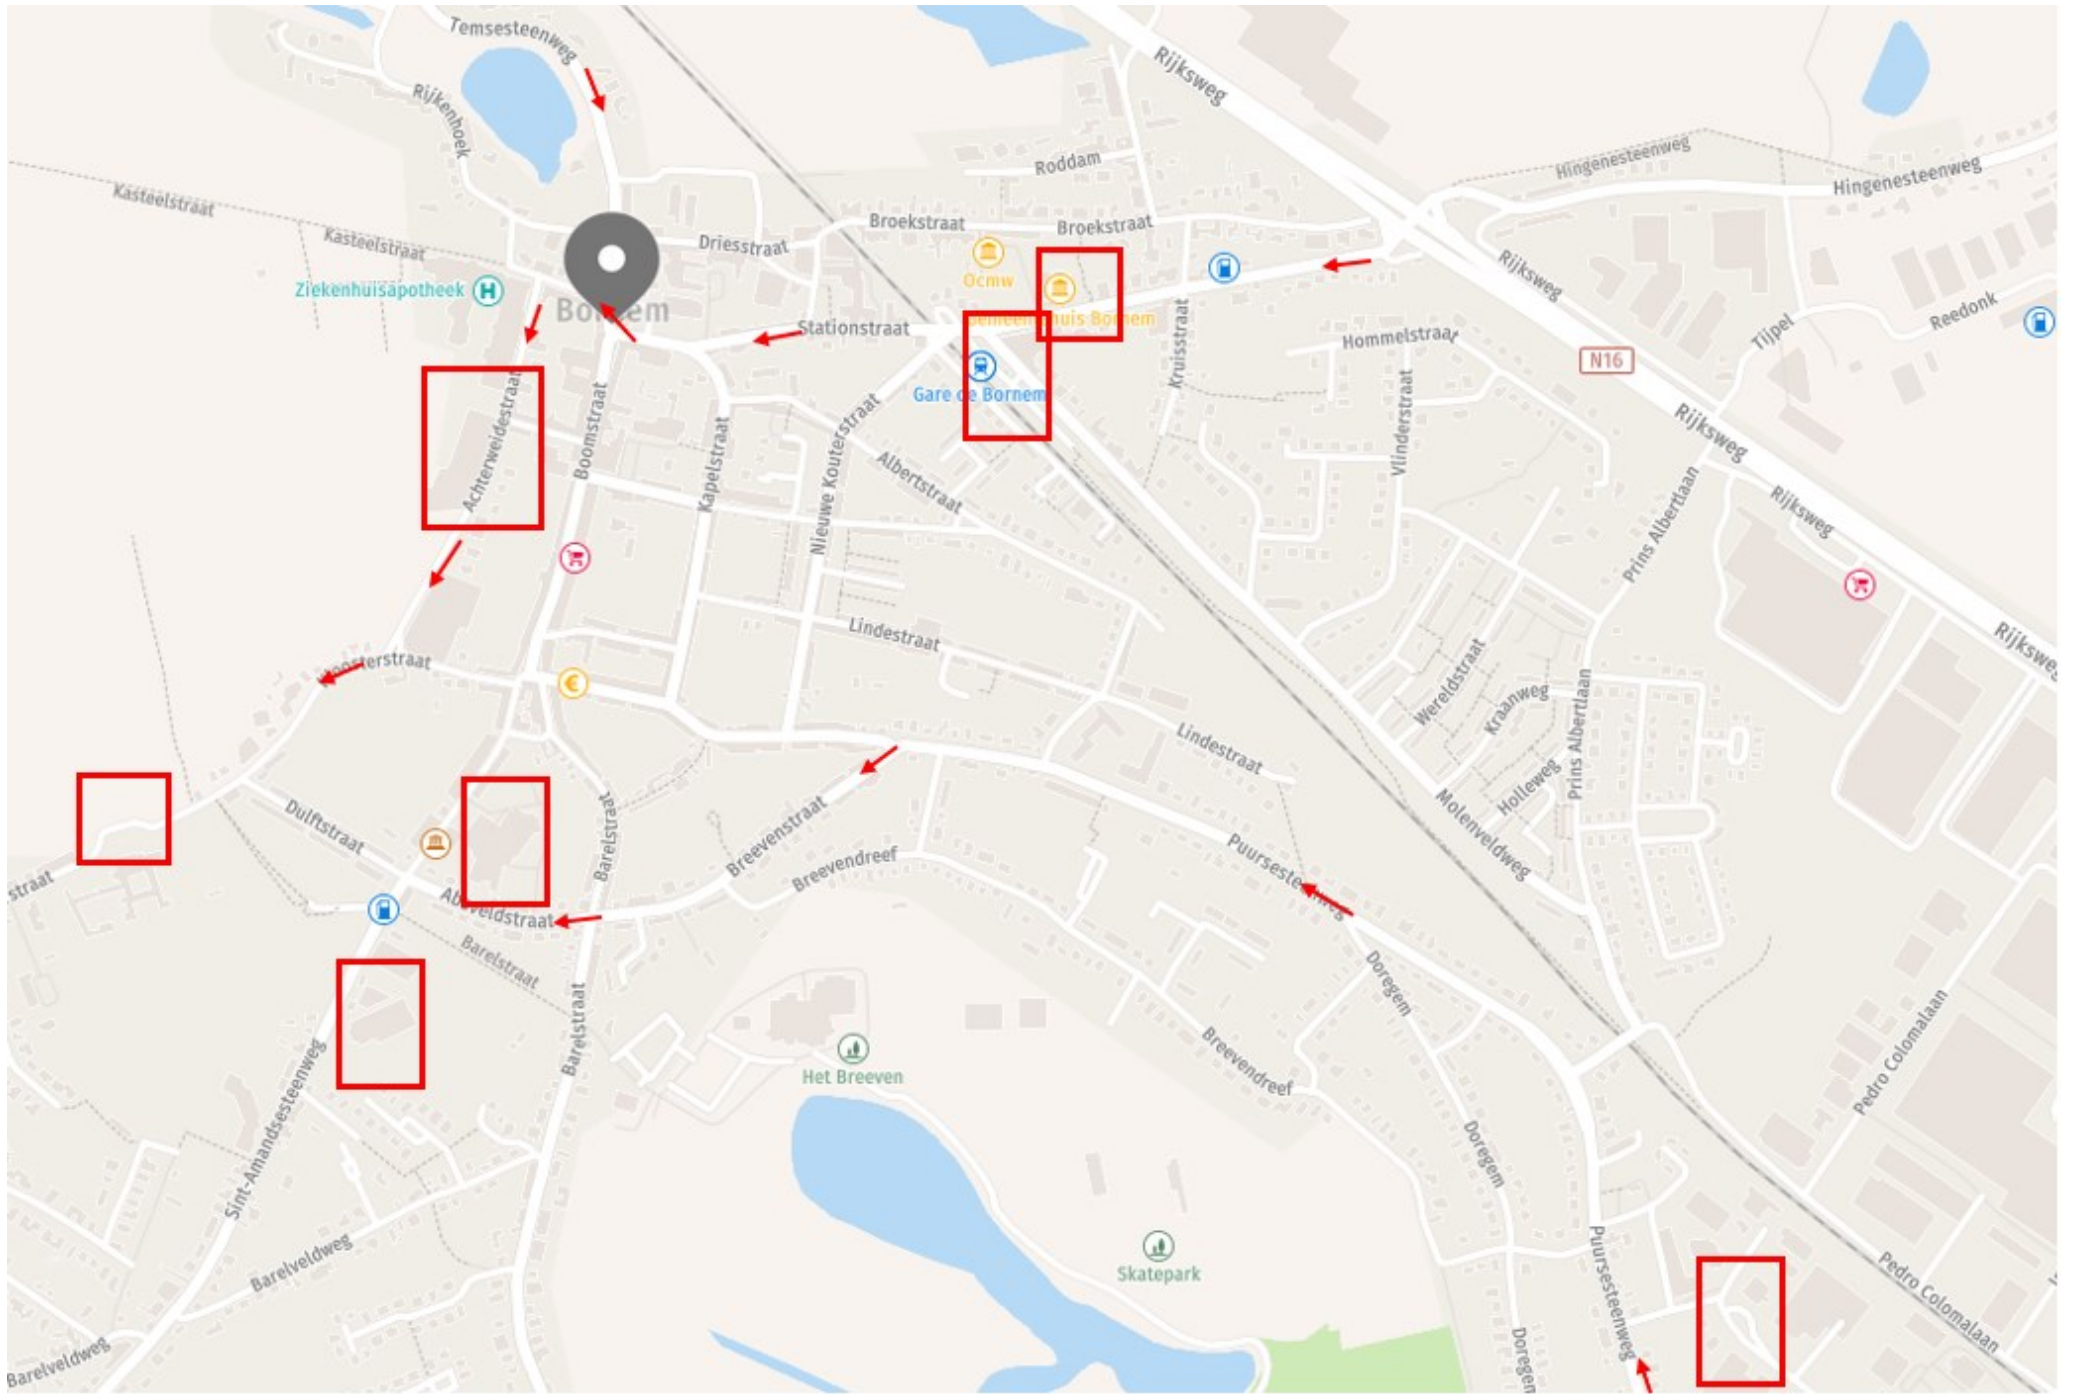 Temsesteenweg
Rijksweg
Rijkenhoek
Roddam
Hingenesteenweg
Hingenesteenweg
Kasteelstraat
Kasteelstraat
Broekstraat
Broekstraat
Driesstraat
Rijksweg
Ocmw
Ziekenhuisapotheek
Reedonk
Stationstraat
Tijpel
Hommelstraat
Kruisstraat
N16
Gare de Bornem
Vlinderstraat
Achterweidestraat
Boomstraat
Kapelstraat
Nieuwe Kouterstraat
Albertstraat
Rijksweg
Rijksweg
Prins Albertlaan
Lindestraat
Rijksweg
Wereldstraat
Kraanweg
Prins Albertlaan
Lindestraat
Holleweg
Molenveldweg
Dulftstraat
Breevenstraat
Barelstraat
Breevendreef
Puursesteenweg
straat
Barelstraat
Doregem
Barelstraat
Breevendreef
Pedro Colomalaan
Het Breeven
Sint-Amandsesteenweg
Doregem
Barelveldweg
Skatepark
Puursesteenweg
Pedro Colomalaan
Barelveldweg
Doregem